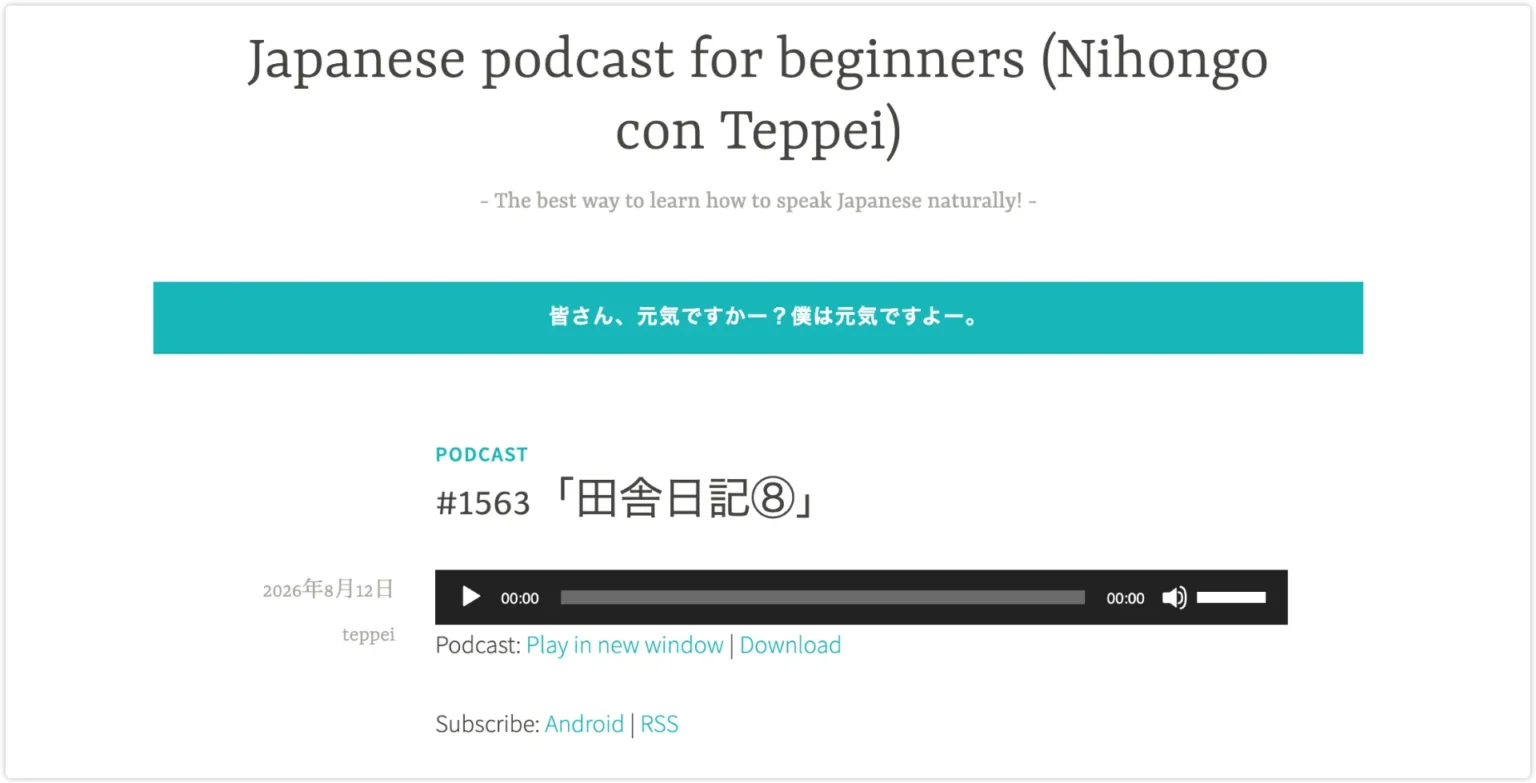 Japanese podcast for beginners (Nihongo
con Teppei)
- The best way to learn how to speak Japanese naturally! -
皆さん、元気ですかー？僕は元気ですよー。
PODCAST
#1563「田舎日記⑧」
2026年8月12日
teppei
00:00 00:00
Podcast: Play in new window | Download
Subscribe: Android | RSS